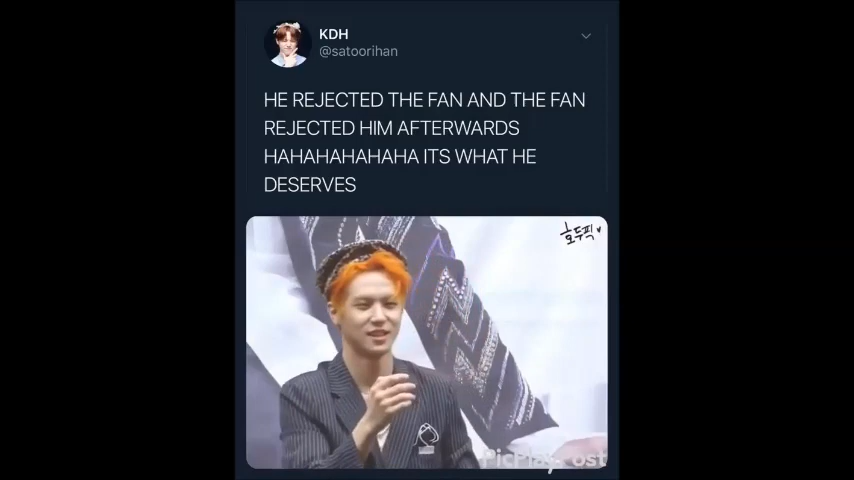 KDH
@satoorihan
HE REJECTED THE FAN AND THE FAN
REJECTED HIM AFTERWARDS
HAHAHAHAHAHA ITS WHAT HE
DESERVES
호두픽♥
PicPlayPost